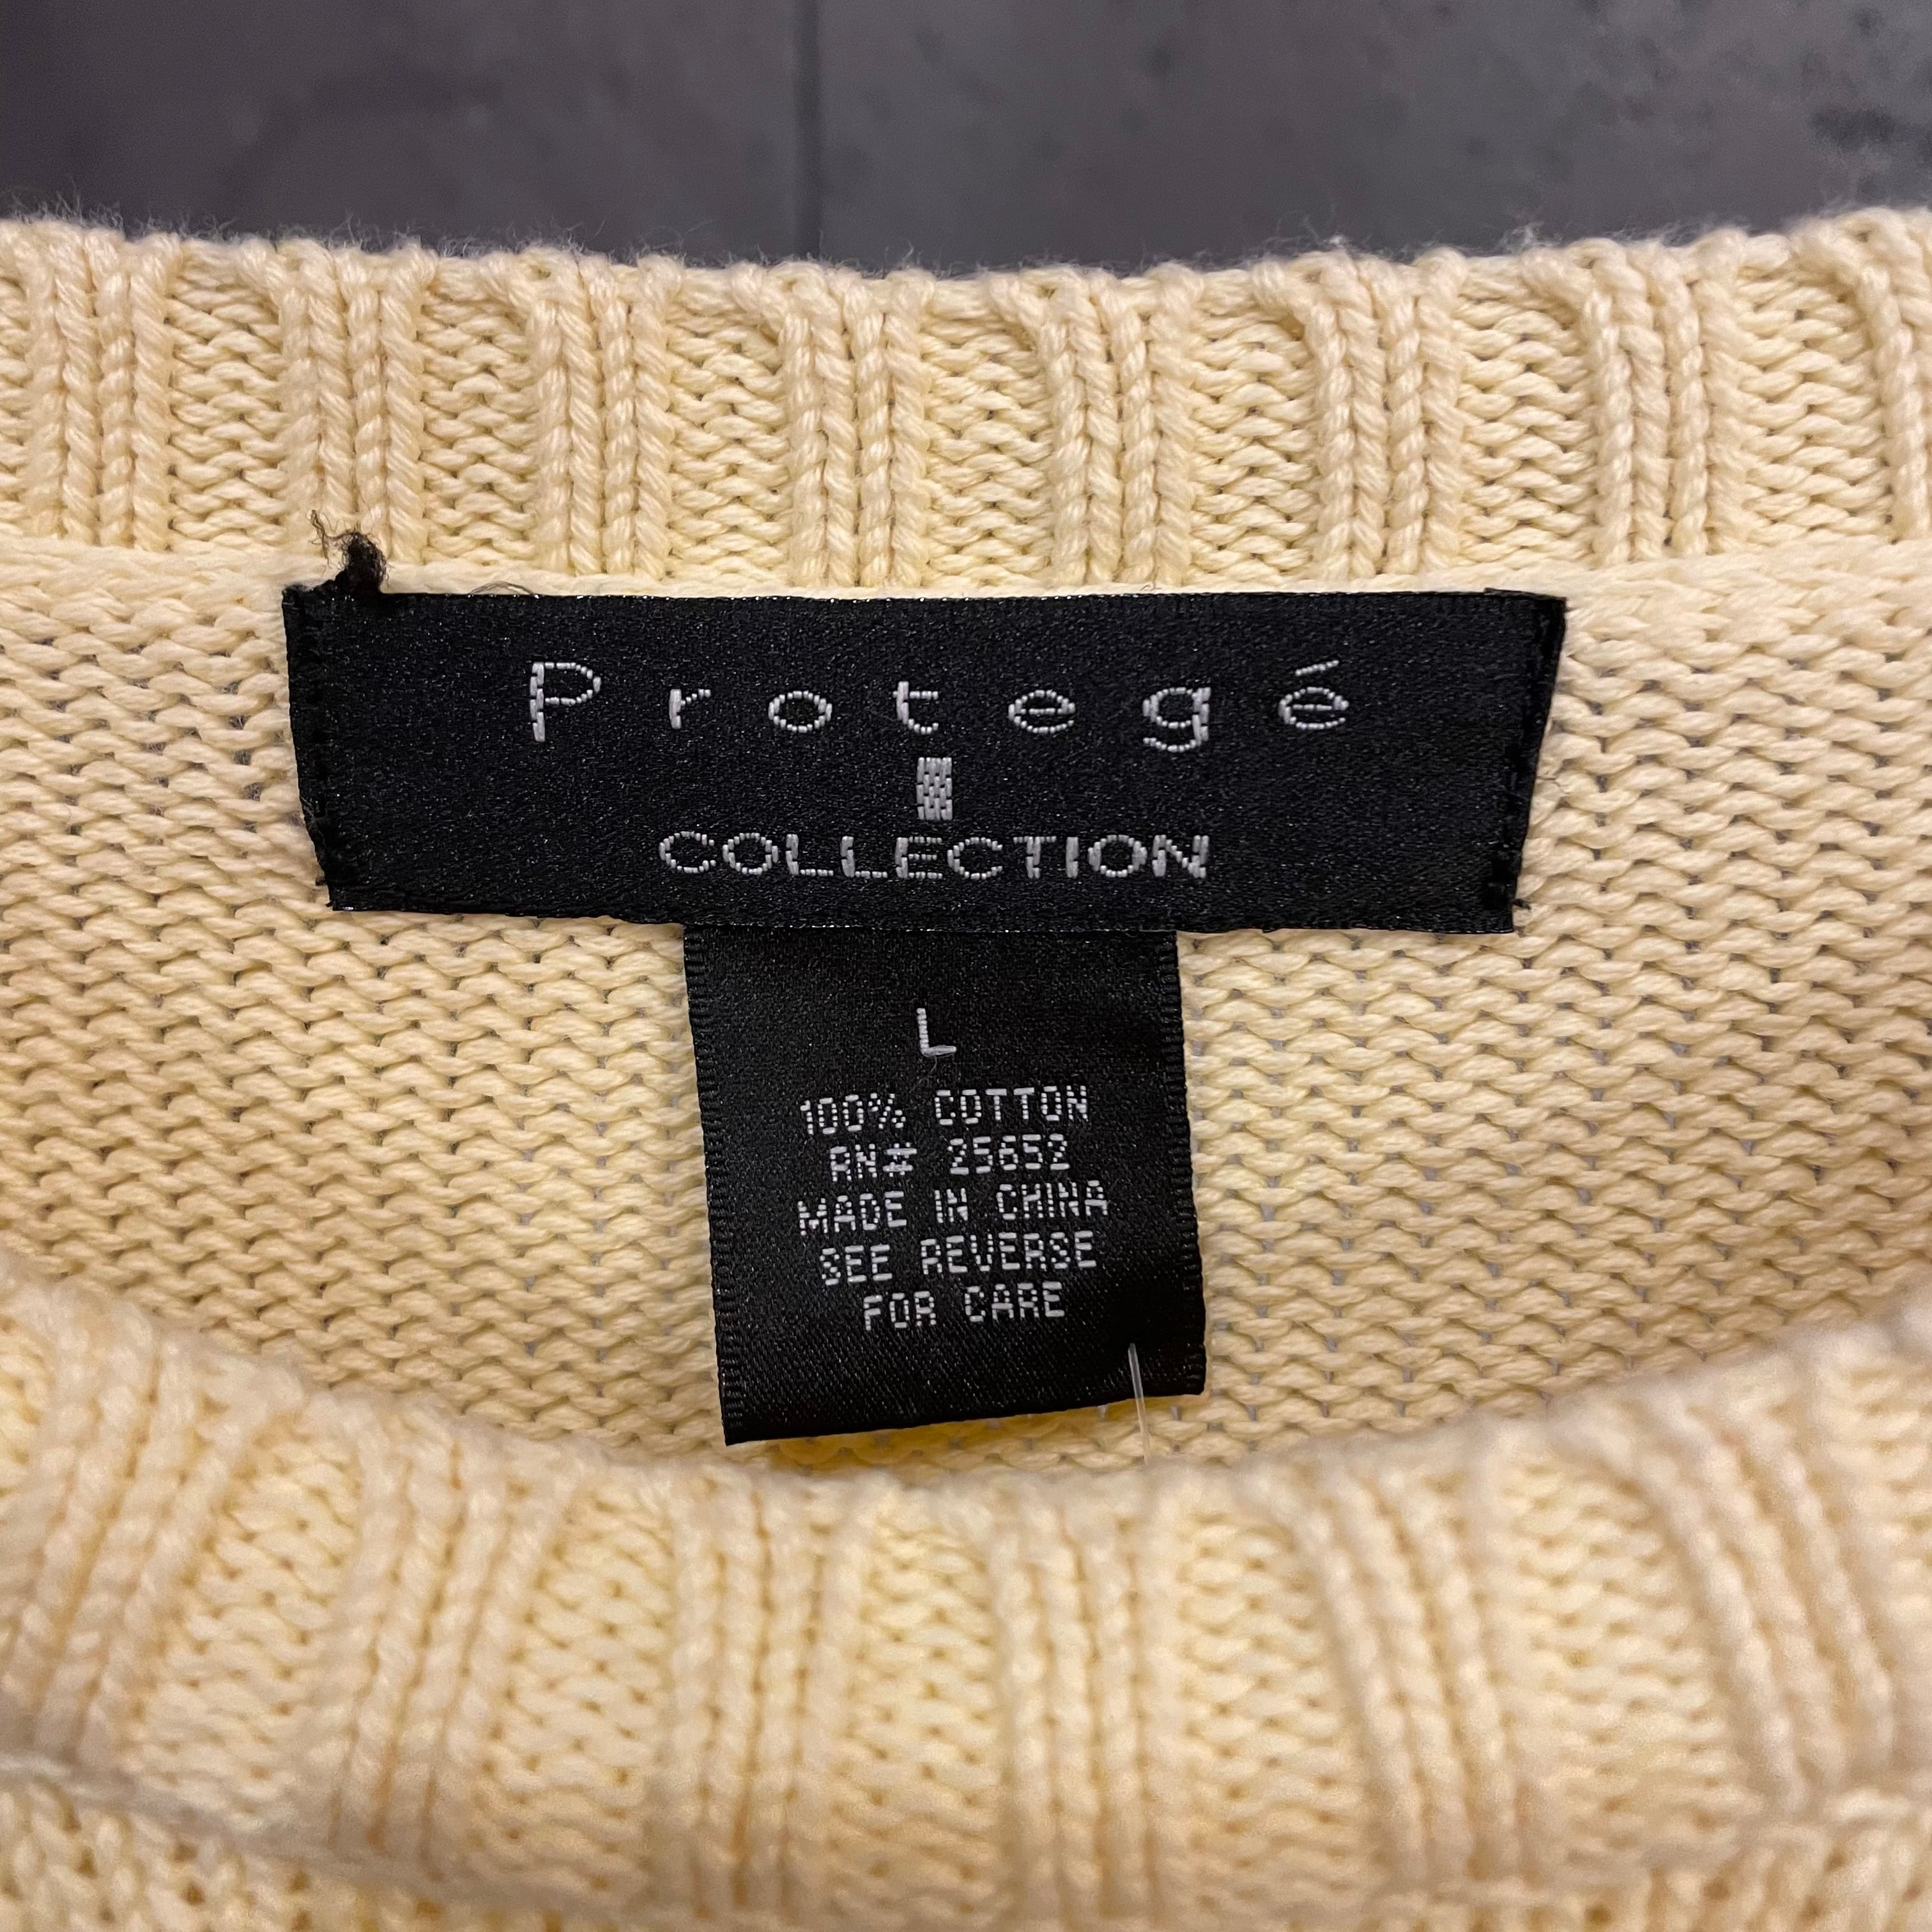 Protegé
COLLECTION
L
100% COTTON
RN# 25652
MADE IN CHINA
SEE REVERSE
FOR CARE